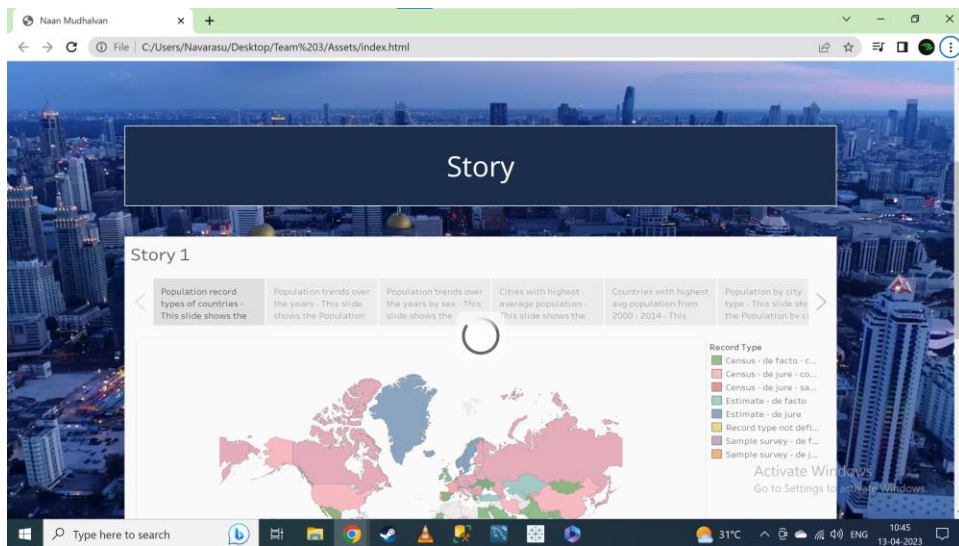 Naan Mudhalvan
File C:/Users/Navarasu/Desktop/Team%203/Assets/index.html
Story
Story 1
Population record
types of countries -
This slide shows the
Population trends over
the years - This slide
shows the Population
Population trends over
the years by sex - This
slide shows the
Cities with highest
average population -
This slide shows the
Countries with highest
avg population from
2000 - 2014 - This
Population by city
type - This slide sho
the Population by ci
Record Type
Census - de facto - c...
Census - de jure - co...
Census - de jure - sa...
Estimate - de facto
Estimate - de jure
Record type not defi...
Sample survey - de f...
Sample survey - de j...
Activate Windows
Go to Settings to activate Windows.
Type here to search
31°C
ENG
10:45
13-04-2023